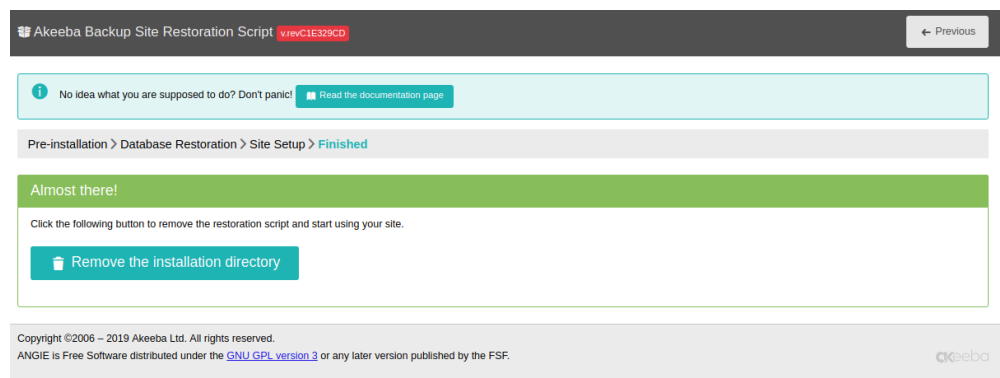 Akeeba Backup Site Restoration Script v.revC1E329CD
Previous
No idea what you are supposed to do? Don't panic! Read the documentation page
Pre-installation Database Restoration Site Setup Finished
Almost there!
Click the following button to remove the restoration script and start using your site.
Remove the installation directory
Copyright ©2006 – 2019 Akeeba Ltd. All rights reserved.
ANGIE is Free Software distributed under the GNU GPL version 3 or any later version published by the FSF.
akeeba